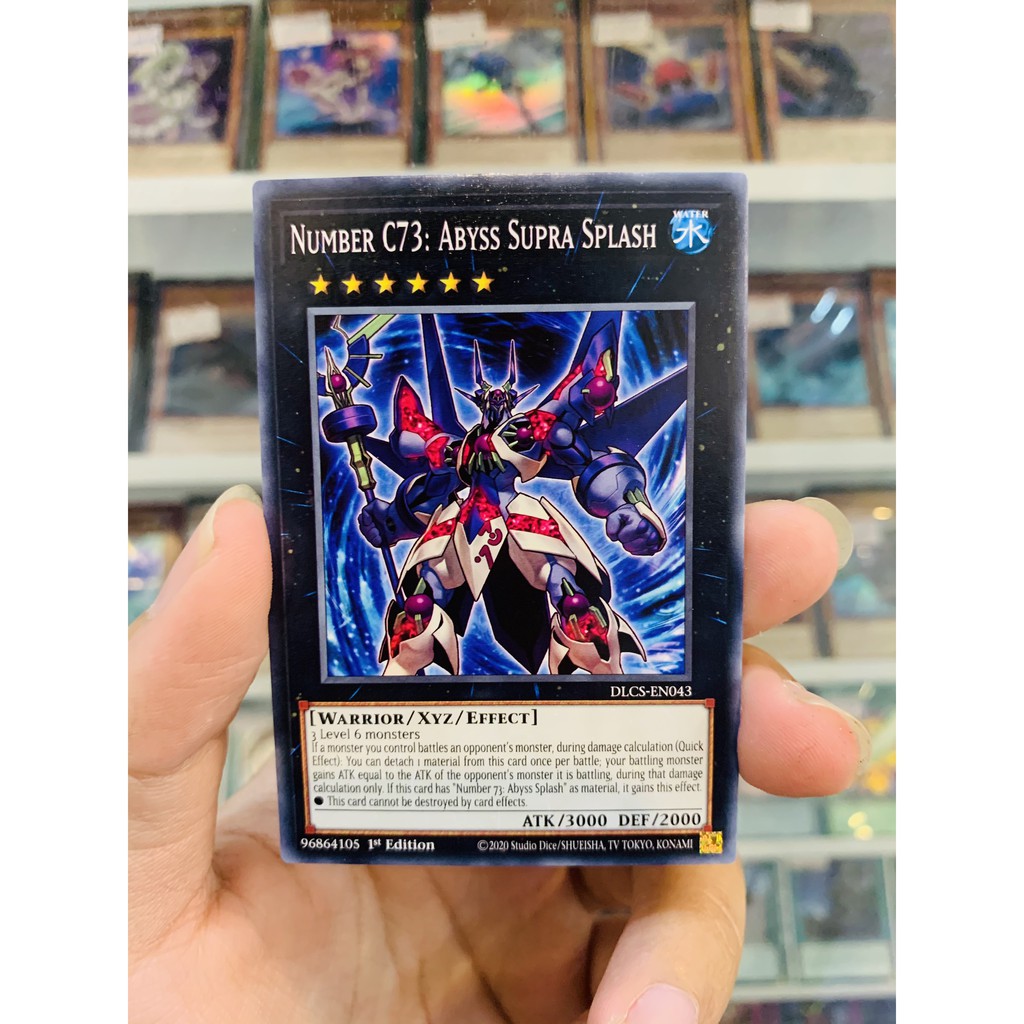 NUMBER C73: ABYSS SUPRA SPLASH
WATER
水
DLCS-EN043
[WARRIOR/XYZ/EFFECT]
3 Level 6 monsters
If a monster you control battles an opponent's monster, during damage calculation (Quick
Effect): You can detach 1 material from this card once per battle; your battling monster
gains ATK equal to the ATK of the opponent's monster it is battling, during that damage
calculation only. If this card has "Number 73: Abyss Splash" as material, it gains this effect.
● This card cannot be destroyed by card effects.
ATK/3000 DEF/2000
96864105 1st Edition ©2020 Studio Dice/SHUEISHA, TV TOKYO, KONAMI